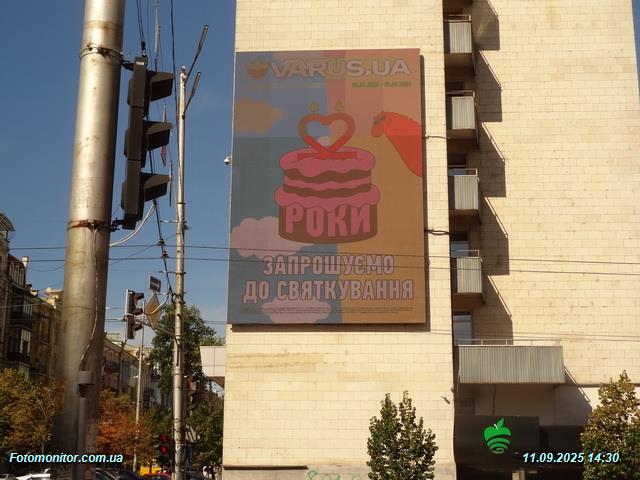 VARUS.UA
РОКИ
ЗАПРОШУЄМО
ДО СВЯТКУВАННЯ
Fotomonitor.com.ua
11.09.2025 14:30